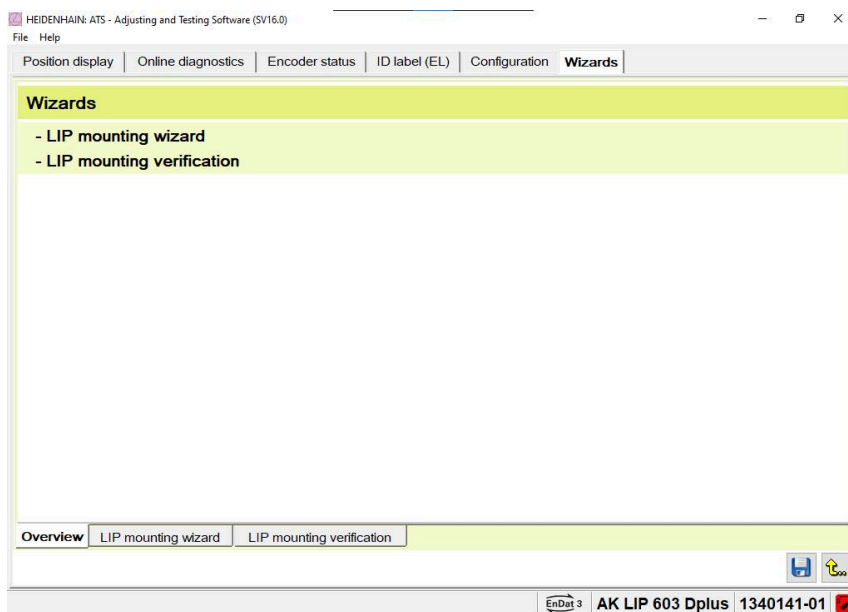 HEIDENHAIN: ATS - Adjusting and Testing Software (SV16.0)
File Help
Position display Online diagnostics Encoder status ID label (EL) Configuration Wizards
Wizards
- LIP mounting wizard
- LIP mounting verification
Overview LIP mounting wizard LIP mounting verification
EnDat 3 AK LIP 603 Dplus 1340141-01